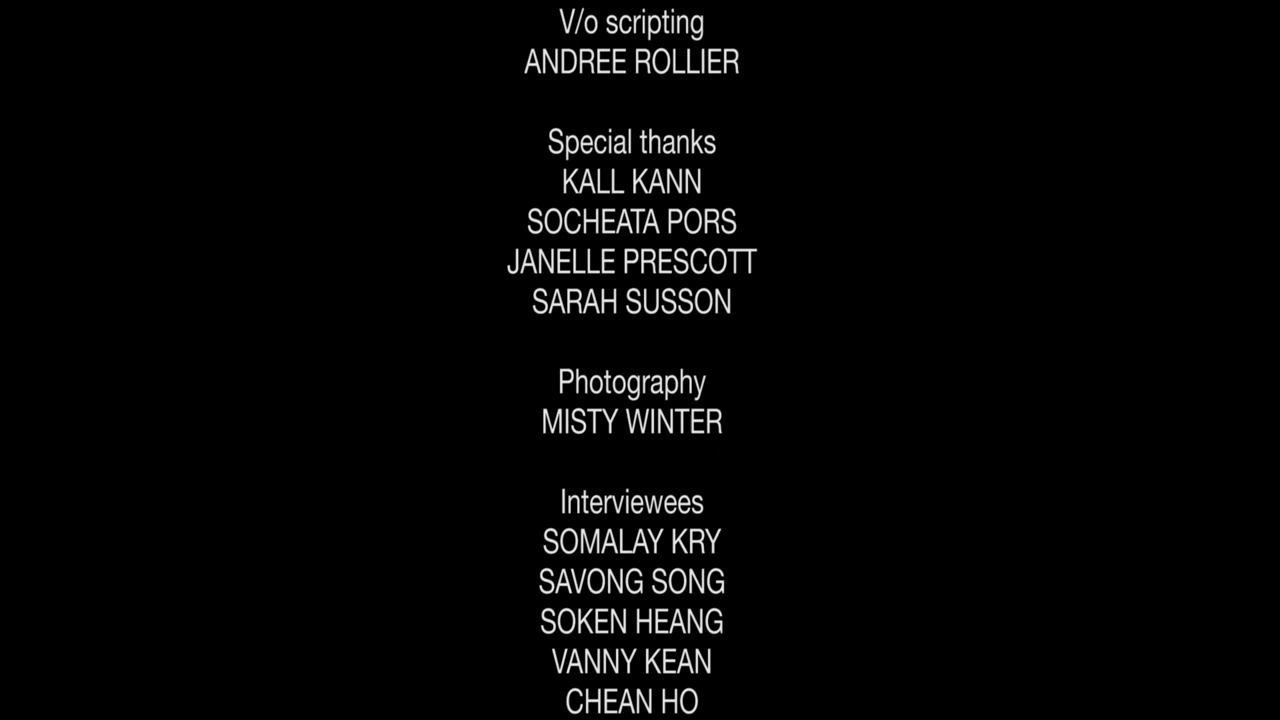 V/o scripting
ANDREE ROLLIER
Special thanks
KALL KANN
SOCHEATA PORS
JANELLE PRESCOTT
SARAH SUSSON
Photography
MISTY WINTER
Interviewees
SOMALAY KRY
SAVONG SONG
SOKEN HEANG
VANNY KEAN
CHEAN HO